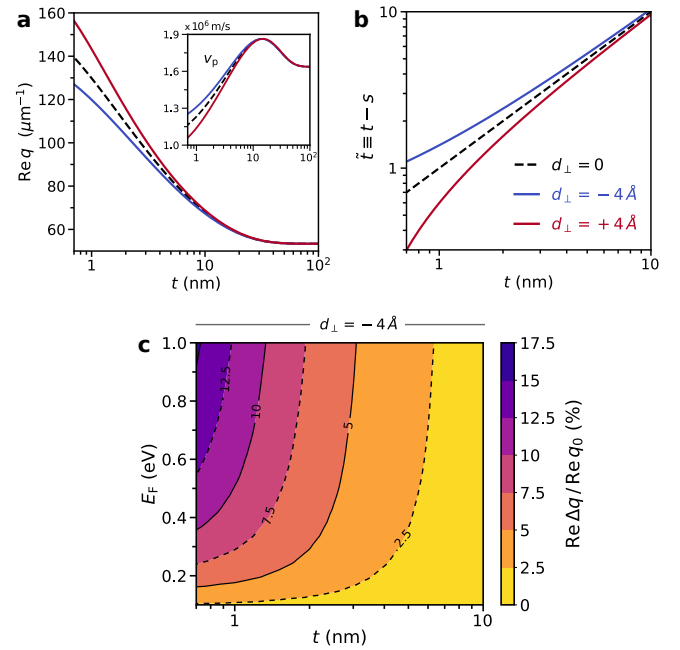 a
× 10⁶ m/s
160
140
120
100
80
60
Re q (μm⁻¹)
1.9
1.6
1.3
1.0
vₚ
1 10 10²
1 10 10²
t (nm)
b
10
1
t̃ ≡ t − s
d⊥ = 0
d⊥ = − 4 Å
d⊥ = + 4 Å
1 10
t (nm)
d⊥ = − 4 Å
c
1.0
0.8
0.6
0.4
0.2
E_F (eV)
12.5
10
7.5
5
2.5
1 10
t (nm)
17.5
15
12.5
10
7.5
5
2.5
0
Re Δq / Re q₀ (%)